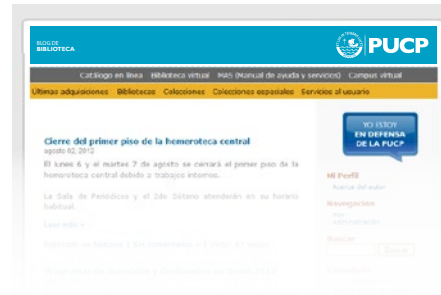 BLOG DE
BIBLIOTECA
PUCP
Catálogo en línea Biblioteca virtual MAS (Manual de ayuda y servicios) Campus virtual
Últimas adquisiciones Bibliotecas Colecciones Colecciones especiales Servicios al usuario
YO ESTOY
EN DEFENSA
DE LA PUCP
Cierre del primer piso de la hemeroteca central
agosto 02, 2012
El lunes 6 y el martes 7 de agosto se cerrará el primer piso de la
hemeroteca central debido a trabajos internos.
La Sala de Periódicos y el 2do Sótano atenderán en su horario
habitual.
Leer más »
Mi Perfil
Acerca del autor
Navegación
Buscar